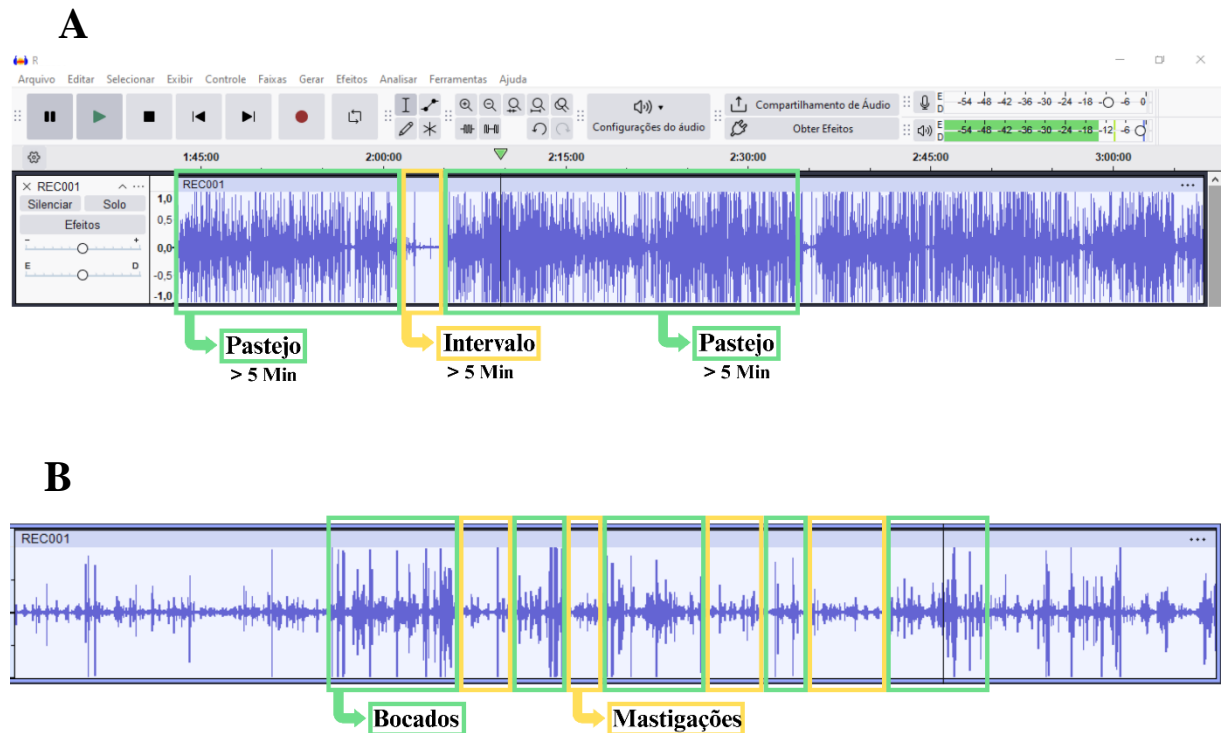 A
R
Arquivo Editar Selecionar Exibir Controle Faixas Gerar Efeitos Analisar Ferramentas Ajuda
Configurações do áudio
Compartilhamento de Áudio
Obter Efeitos
E
D
-54 -48 -42 -36 -30 -24 -18 -6 0
E
D
-54 -48 -42 -36 -30 -24 -18 -12 -6
1:45:00 2:00:00 2:15:00 2:30:00 2:45:00 3:00:00
REC001
Silenciar Solo
Efeitos
- +
E D
1,0
0,5
0,0
-0,5
-1,0
REC001
Pastejo
> 5 Min
Intervalo
> 5 Min
Pastejo
> 5 Min
B
REC001
Bocados
Mastigações